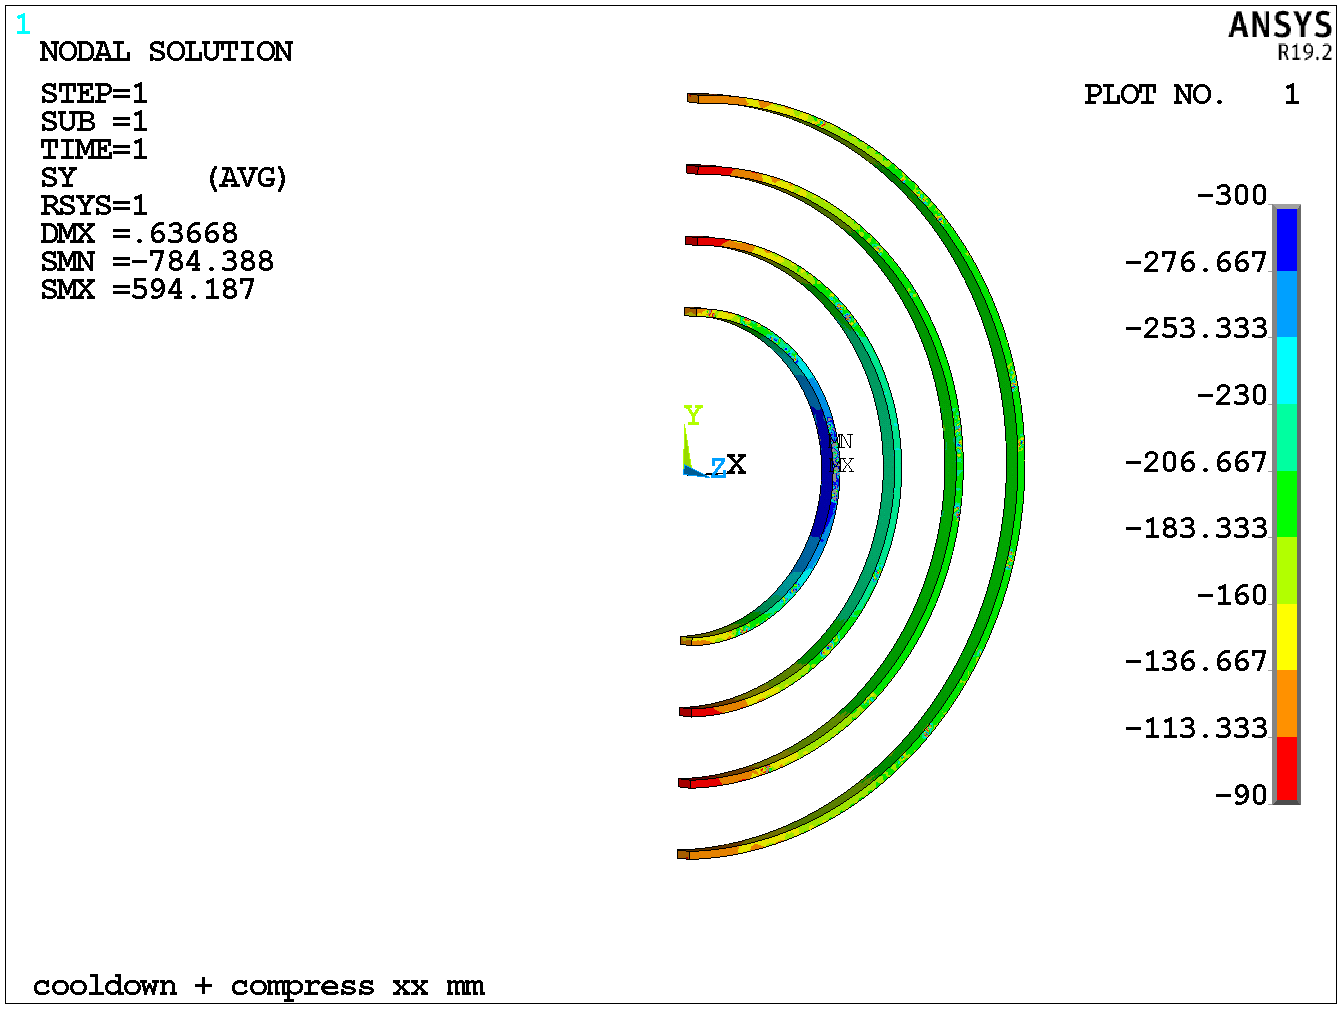 1
ANSYS
R19.2
NODAL SOLUTION
STEP=1
SUB =1
TIME=1
SY (AVG)
RSYS=1
DMX =.63668
SMN =-784.388
SMX =594.187
PLOT NO. 1
-300
-276.667
-253.333
-230
-206.667
-183.333
-160
-136.667
-113.333
-90
Y
Z X
N
X
cooldown + compress xx mm